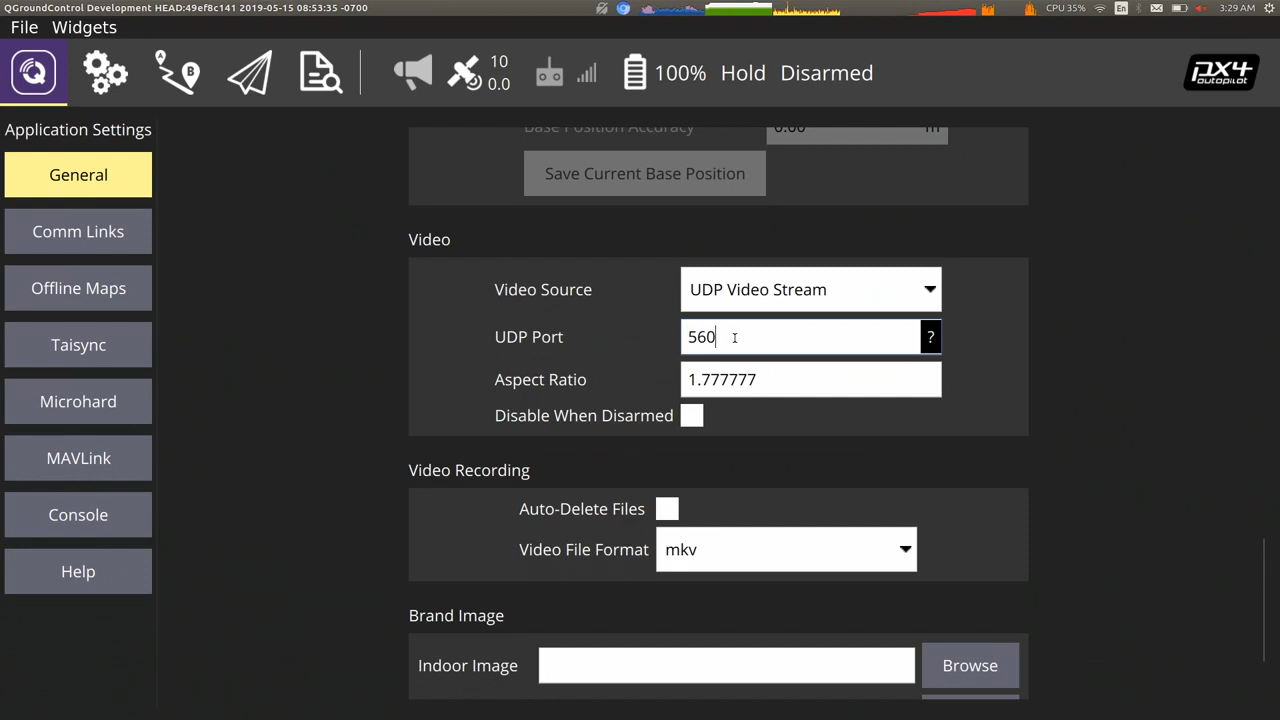 QGroundControl Development HEAD:49ef8c141 2019-05-15 08:53:35 -0700
CPU 35% En 3:29 AM
File Widgets
10
0.0
100% Hold Disarmed
px4
autopilot
Application Settings
General
Comm Links
Offline Maps
Taisync
Microhard
MAVLink
Console
Help
Base Position Accuracy 0.00 m
Save Current Base Position
Video
Video Source UDP Video Stream
UDP Port 560 ?
Aspect Ratio 1.777777
Disable When Disarmed
Video Recording
Auto-Delete Files
Video File Format mkv
Brand Image
Indoor Image Browse